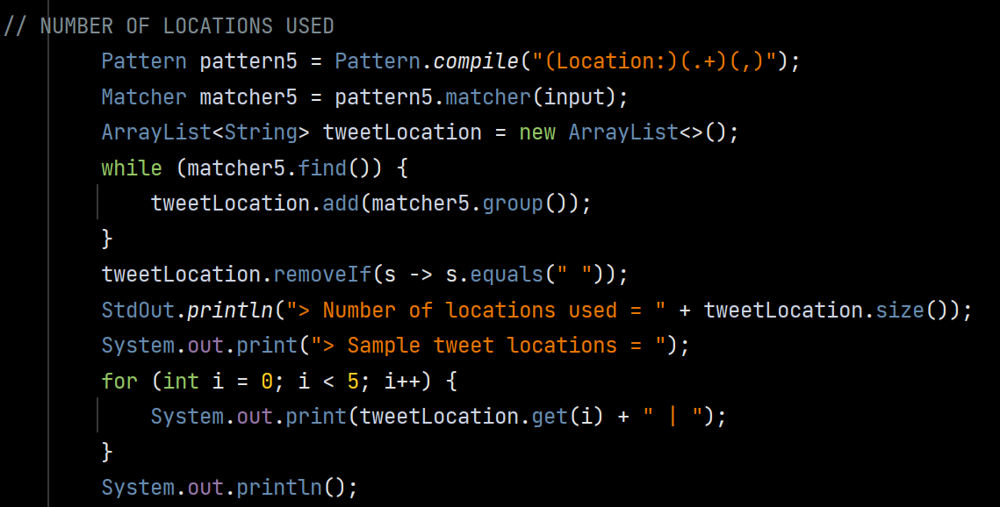 // NUMBER OF LOCATIONS USED
Pattern pattern5 = Pattern.compile("(Location:)(.+)(,)");
Matcher matcher5 = pattern5.matcher(input);
ArrayList<String> tweetLocation = new ArrayList<>();
while (matcher5.find()) {
tweetLocation.add(matcher5.group());
}
tweetLocation.removeIf(s -> s.equals(" "));
StdOut.println("> Number of locations used = " + tweetLocation.size());
System.out.print("> Sample tweet locations = ");
for (int i = 0; i < 5; i++) {
System.out.print(tweetLocation.get(i) + " | ");
}
System.out.println();